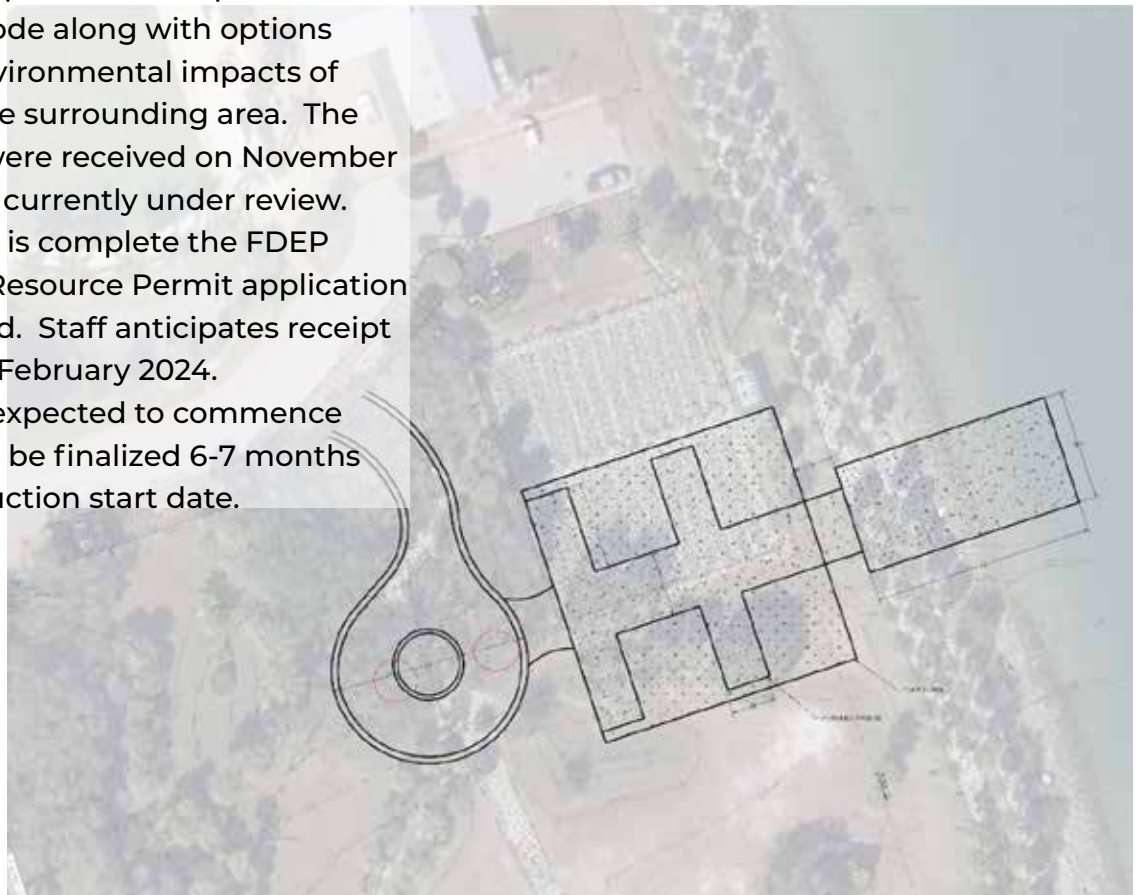 ode along with options
vironmental impacts of
e surrounding area. The
were received on November
currently under review.
is complete the FDEP
Resource Permit application
d. Staff anticipates receipt
February 2024.
expected to commence
be finalized 6-7 months
uction start date.